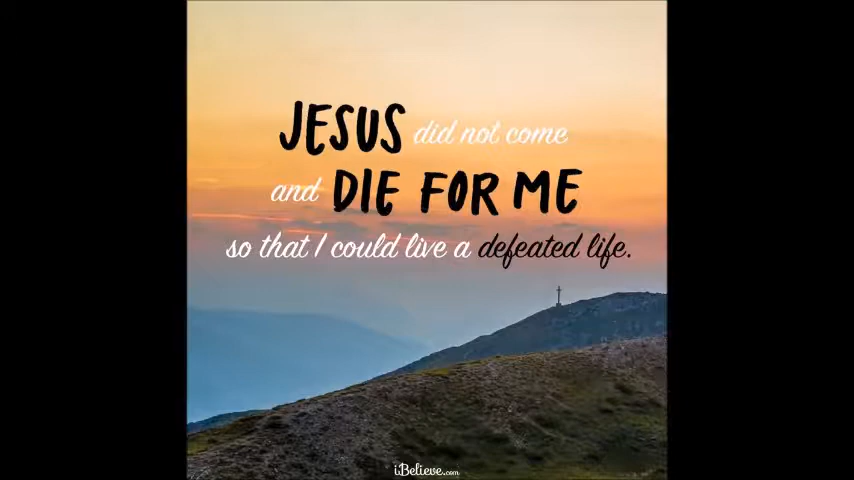 JESUS did not come
and DIE FOR ME
so that I could live a defeated life.
iBelieve.com